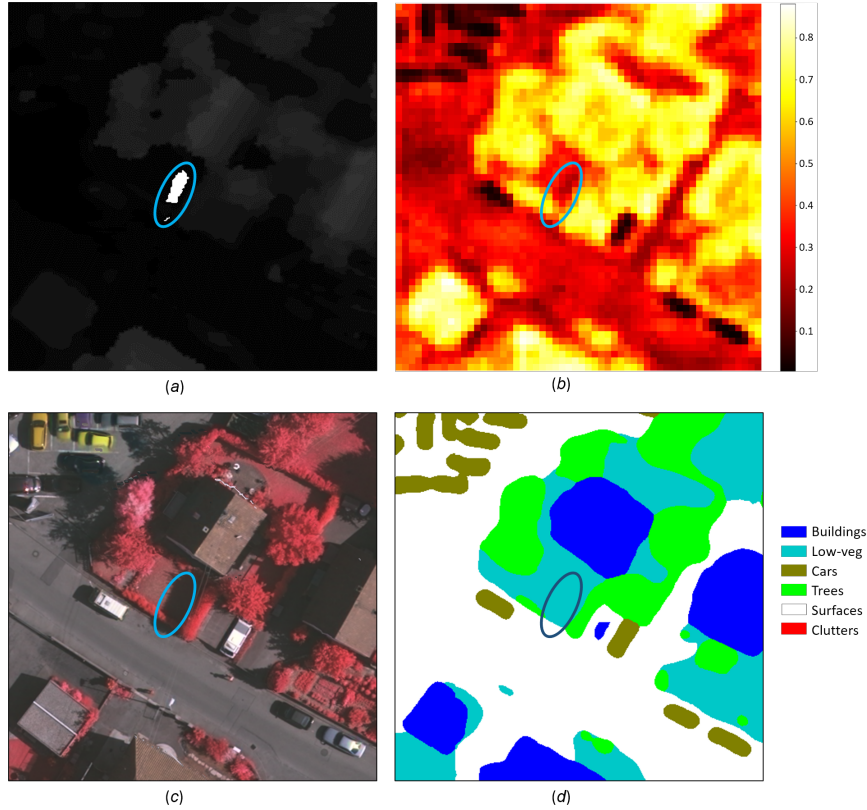 0.8
0.7
0.6
0.5
0.4
0.3
0.2
0.1
(a)
(b)
Buildings
Low-veg
Cars
Trees
Surfaces
Clutters
(c)
(d)